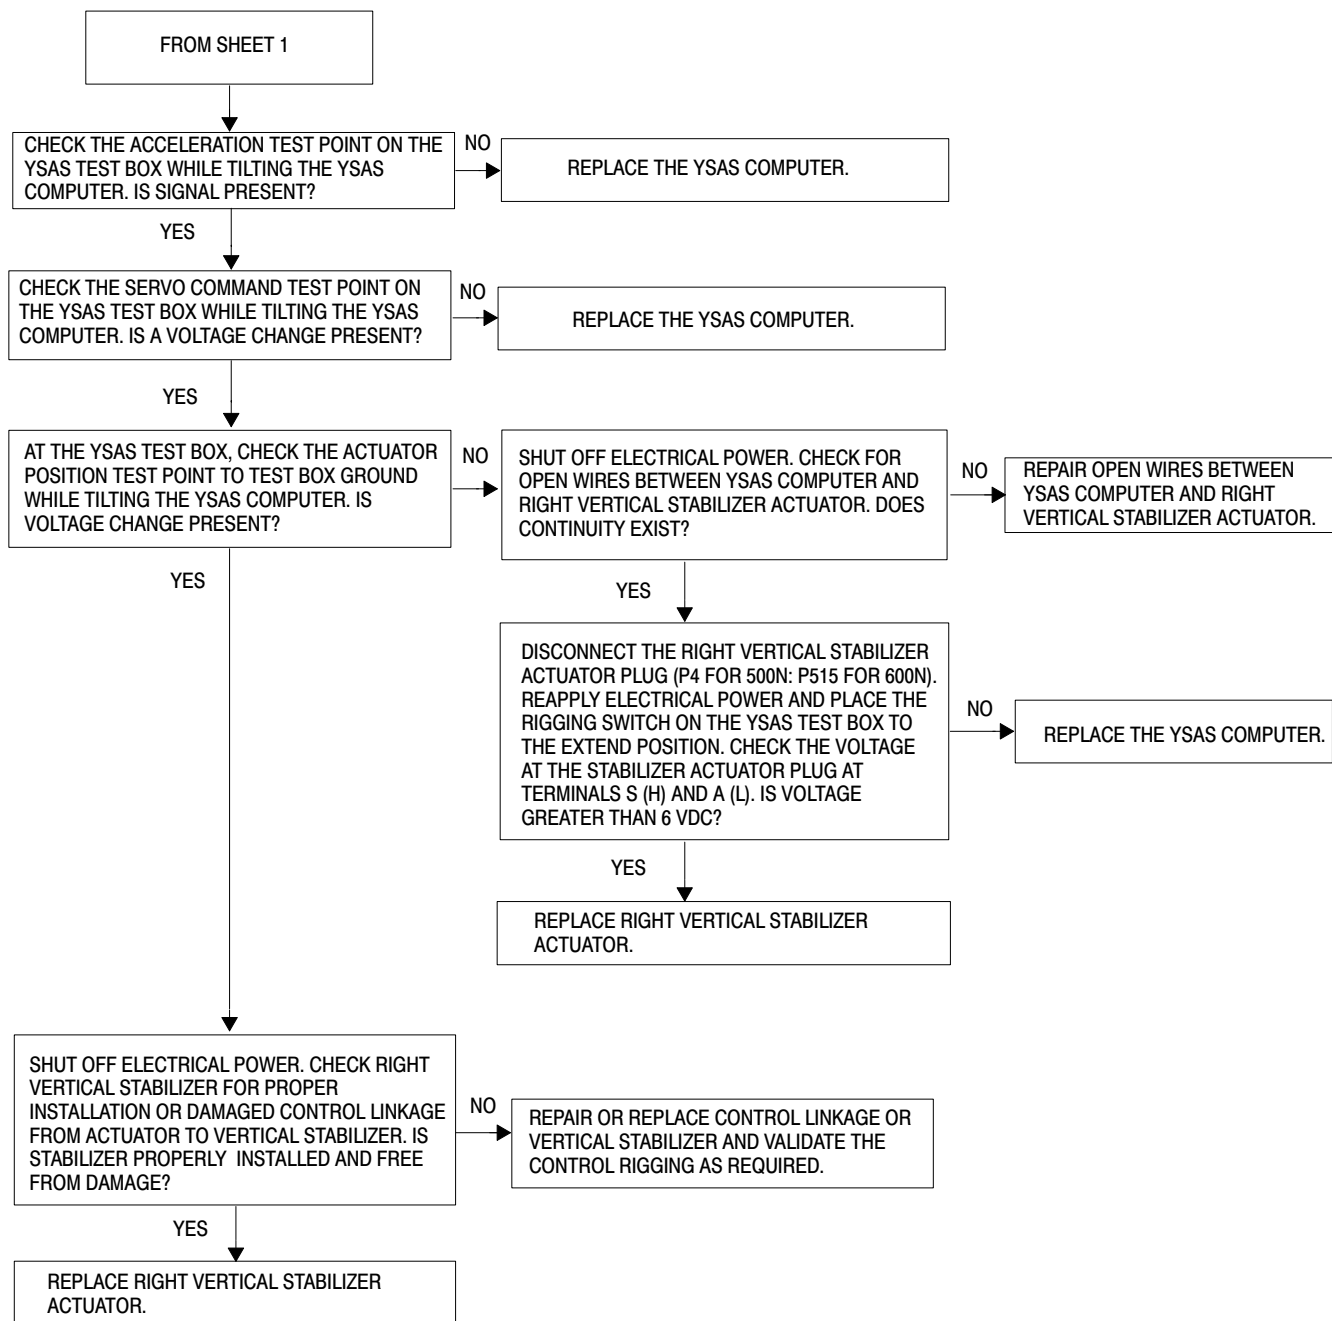 FROM SHEET 1
CHECK THE ACCELERATION TEST POINT ON THE
YSAS TEST BOX WHILE TILTING THE YSAS
COMPUTER. IS SIGNAL PRESENT?
NO
REPLACE THE YSAS COMPUTER.
YES
CHECK THE SERVO COMMAND TEST POINT ON
THE YSAS TEST BOX WHILE TILTING THE YSAS
COMPUTER. IS A VOLTAGE CHANGE PRESENT?
NO
REPLACE THE YSAS COMPUTER.
YES
AT THE YSAS TEST BOX, CHECK THE ACTUATOR
POSITION TEST POINT TO TEST BOX GROUND
WHILE TILTING THE YSAS COMPUTER. IS
VOLTAGE CHANGE PRESENT?
NO
SHUT OFF ELECTRICAL POWER. CHECK FOR
OPEN WIRES BETWEEN YSAS COMPUTER AND
RIGHT VERTICAL STABILIZER ACTUATOR. DOES
CONTINUITY EXIST?
NO
REPAIR OPEN WIRES BETWEEN
YSAS COMPUTER AND RIGHT
VERTICAL STABILIZER ACTUATOR.
YES
YES
DISCONNECT THE RIGHT VERTICAL STABILIZER
ACTUATOR PLUG (P4 FOR 500N: P515 FOR 600N).
REAPPLY ELECTRICAL POWER AND PLACE THE
RIGGING SWITCH ON THE YSAS TEST BOX TO
THE EXTEND POSITION. CHECK THE VOLTAGE
AT THE STABILIZER ACTUATOR PLUG AT
TERMINALS S (H) AND A (L). IS VOLTAGE
GREATER THAN 6 VDC?
NO
REPLACE THE YSAS COMPUTER.
YES
REPLACE RIGHT VERTICAL STABILIZER
ACTUATOR.
SHUT OFF ELECTRICAL POWER. CHECK RIGHT
VERTICAL STABILIZER FOR PROPER
INSTALLATION OR DAMAGED CONTROL LINKAGE
FROM ACTUATOR TO VERTICAL STABILIZER. IS
STABILIZER PROPERLY INSTALLED AND FREE
FROM DAMAGE?
NO
REPAIR OR REPLACE CONTROL LINKAGE OR
VERTICAL STABILIZER AND VALIDATE THE
CONTROL RIGGING AS REQUIRED.
YES
REPLACE RIGHT VERTICAL STABILIZER
ACTUATOR.